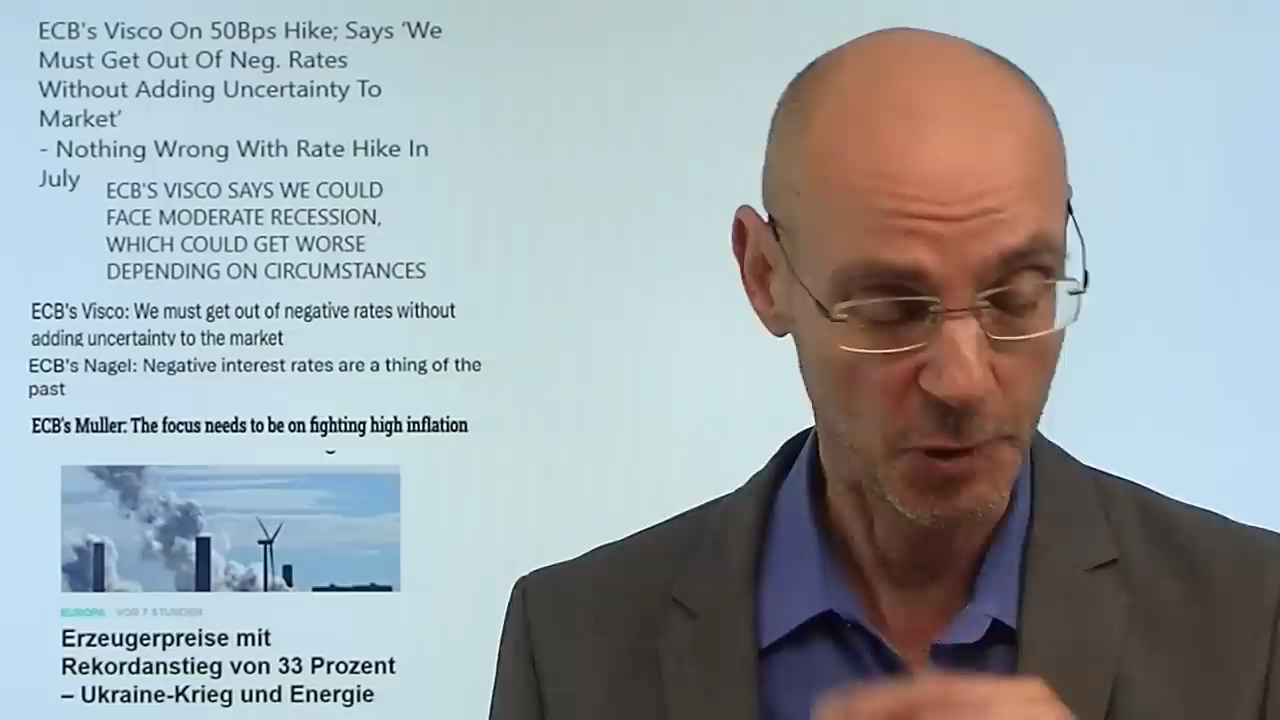 ECB's Visco On 50Bps Hike; Says ‘We
Must Get Out Of Neg. Rates
Without Adding Uncertainty To
Market’
- Nothing Wrong With Rate Hike In
July
ECB'S VISCO SAYS WE COULD
FACE MODERATE RECESSION,
WHICH COULD GET WORSE
DEPENDING ON CIRCUMSTANCES
ECB's Visco: We must get out of negative rates without
adding uncertainty to the market
ECB's Nagel: Negative interest rates are a thing of the
past
ECB's Muller: The focus needs to be on fighting high inflation
EUROPA VOR 7 STUNDEN
Erzeugerpreise mit
Rekordanstieg von 33 Prozent
– Ukraine-Krieg und Energie